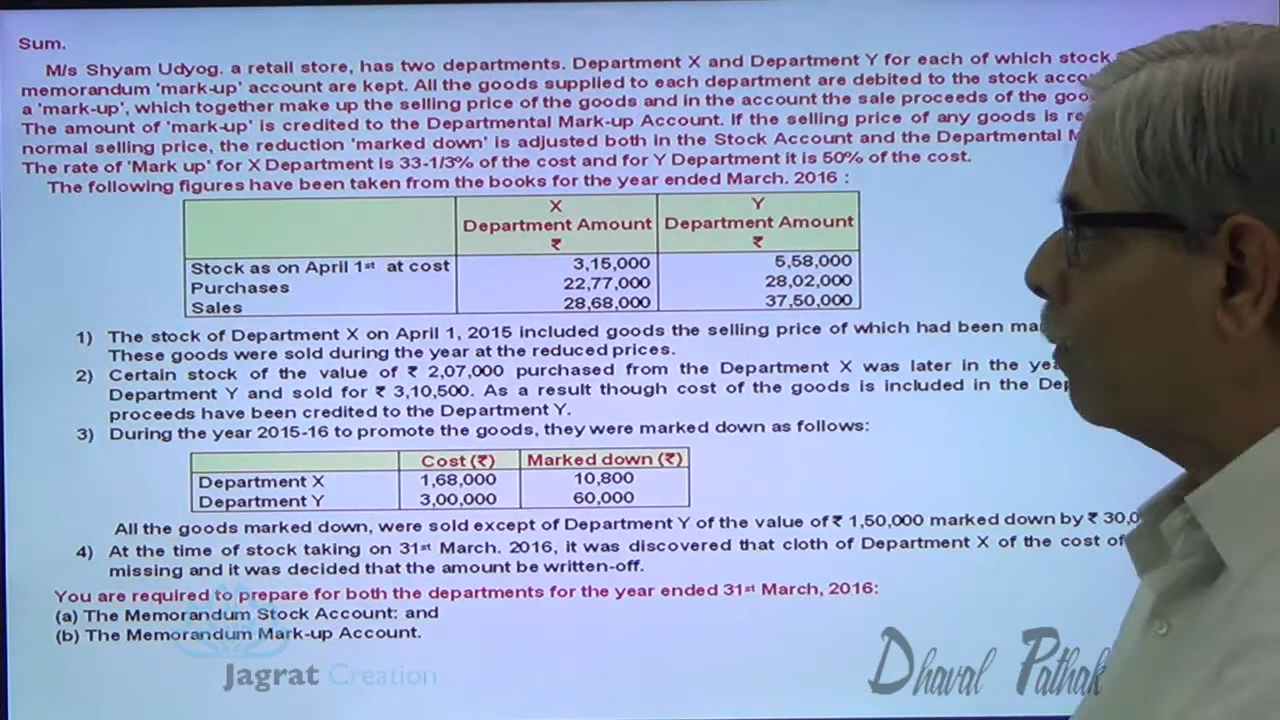 Sum.
M/s Shyam Udyog. a retail store, has two departments. Department X and Department Y for each of which stock
memorandum 'mark-up' account are kept. All the goods supplied to each department are debited to the stock
a 'mark-up', which together make up the selling price of the goods and in the account the sale proceeds of the
The amount of 'mark-up' is credited to the Departmental Mark-up Account. If the selling price of any goods is
normal selling price, the reduction 'marked down' is adjusted both in the Stock Account and the Departmental
The rate of 'Mark up' for X Department is 33-1/3% of the cost and for Y Department it is 50% of the cost.
The following figures have been taken from the books for the year ended March. 2016 :
X Department Amount ₹ Y Department Amount ₹
Stock as on April 1st at cost 3,15,000 5,58,000
Purchases 22,77,000 28,02,000
Sales 28,68,000 37,50,000
1) The stock of Department X on April 1, 2015 included goods the selling price of which had been
These goods were sold during the year at the reduced prices.
2) Certain stock of the value of ₹ 2,07,000 purchased from the Department X was later in the
Department Y and sold for ₹ 3,10,500. As a result though cost of the goods is included in the
proceeds have been credited to the Department Y.
3) During the year 2015-16 to promote the goods, they were marked down as follows:
Cost (₹) Marked down (₹)
Department X 1,68,000 10,800
Department Y 3,00,000 60,000
All the goods marked down, were sold except of Department Y of the value of ₹ 1,50,000 marked down by ₹
4) At the time of stock taking on 31st March. 2016, it was discovered that cloth of Department X of the cost of
missing and it was decided that the amount be written-off.
You are required to prepare for both the departments for the year ended 31st March, 2016:
(a) The Memorandum Stock Account: and
(b) The Memorandum Mark-up Account.
Jagrat Creation
Dhaval Pathak